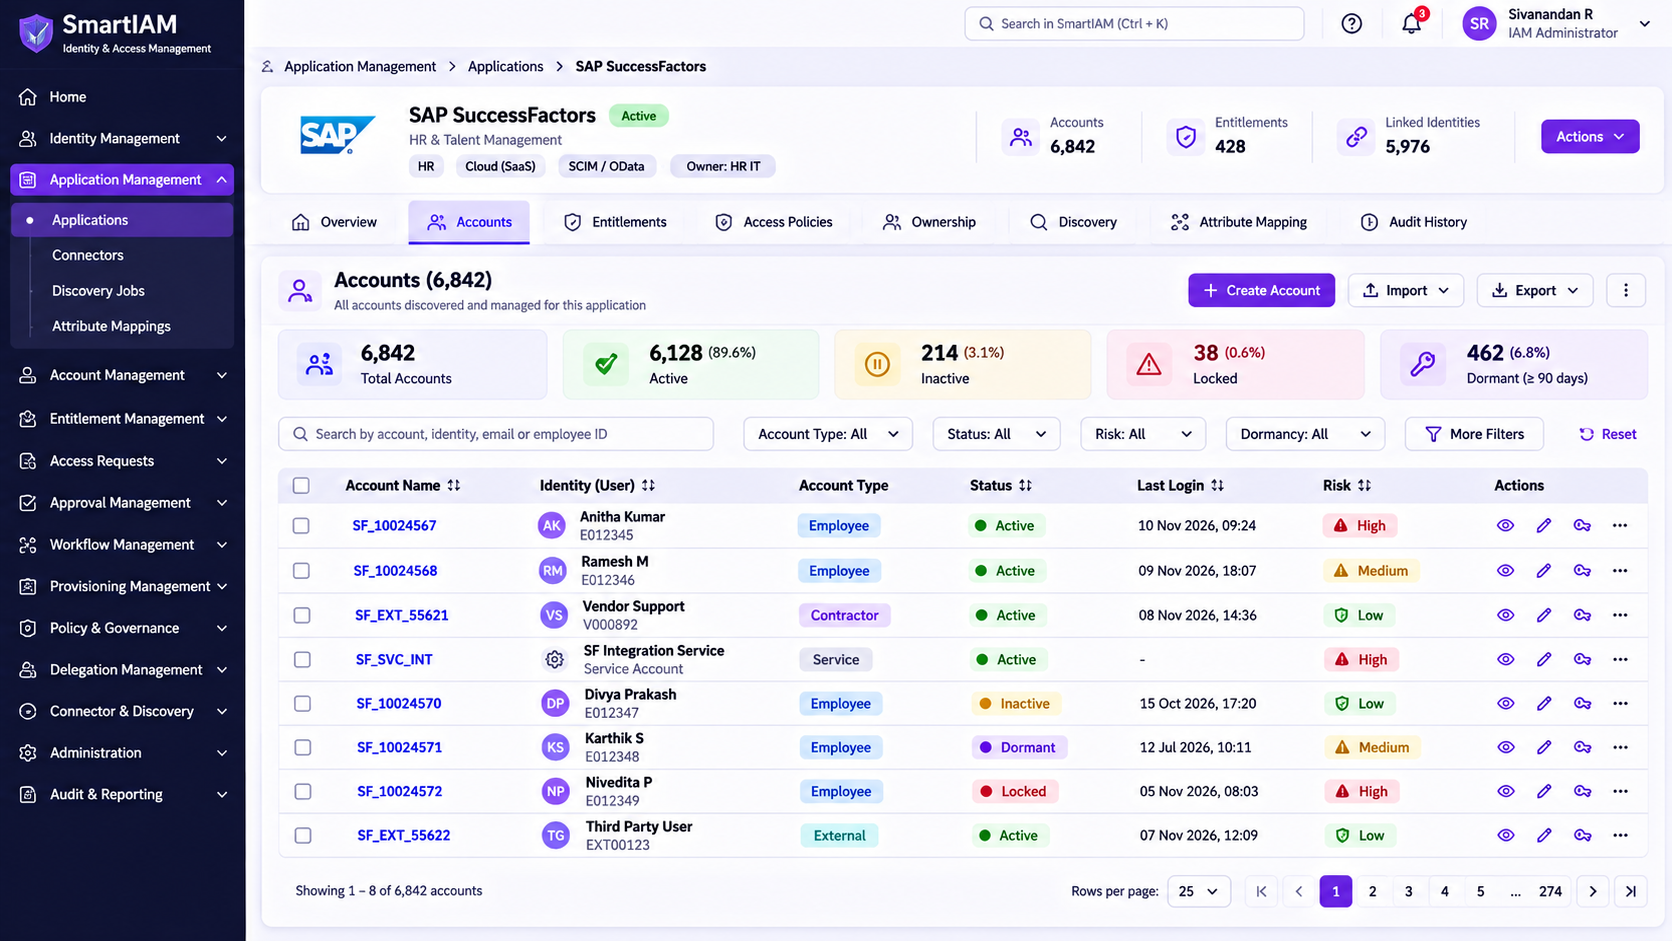 SmartIAM
Identity & Access Management
Home
Identity Management
Application Management
Applications
Connectors
Discovery Jobs
Attribute Mappings
Account Management
Entitlement Management
Access Requests
Approval Management
Workflow Management
Provisioning Management
Policy & Governance
Delegation Management
Connector & Discovery
Administration
Audit & Reporting
Search in SmartIAM (Ctrl + K)
3
SR
Sivanandan R
IAM Administrator
Application Management > Applications > SAP SuccessFactors
SAP
SAP SuccessFactors Active
HR & Talent Management
HR Cloud (SaaS) SCIM / OData Owner: HR IT
Accounts
6,842
Entitlements
428
Linked Identities
5,976
Actions
Overview Accounts Entitlements Access Policies Ownership Discovery Attribute Mapping Audit History
Accounts (6,842)
All accounts discovered and managed for this application
+ Create Account Import Export
6,842
Total Accounts
6,128 (89.6%)
Active
214 (3.1%)
Inactive
38 (0.6%)
Locked
462 (6.8%)
Dormant (≥ 90 days)
Search by account, identity, email or employee ID
Account Type: All Status: All Risk: All Dormancy: All More Filters Reset
Account Name Identity (User) Account Type Status Last Login Risk Actions
SF_10024567 AK Anitha Kumar Employee Active 10 Nov 2026, 09:24 High
E012345
SF_10024568 RM Ramesh M Employee Active 09 Nov 2026, 18:07 Medium
E012346
SF_EXT_55621 VS Vendor Support Contractor Active 08 Nov 2026, 14:36 Low
V000892
SF_SVC_INT SF Integration Service Service Active - High
Service Account
SF_10024570 DP Divya Prakash Employee Inactive 15 Oct 2026, 17:20 Low
E012347
SF_10024571 KS Karthik S Employee Dormant 12 Jul 2026, 10:11 Medium
E012348
SF_10024572 NP Nivedita P Employee Locked 05 Nov 2026, 08:03 High
E012349
SF_EXT_55622 TG Third Party User External Active 07 Nov 2026, 12:09 Low
EXT00123
Showing 1 – 8 of 6,842 accounts
Rows per page: 25 1 2 3 4 5 ... 274